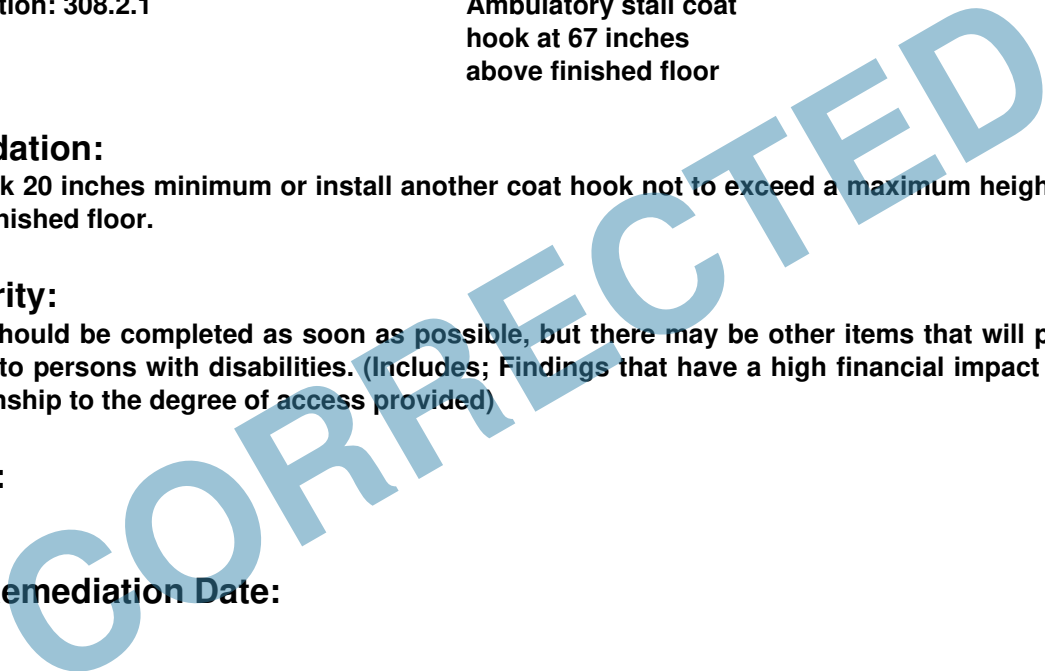 tion: 308.2.1
Ambulatory stall coat
hook at 67 inches
above finished floor
dation:
k 20 inches minimum or install another coat hook not to exceed a maximum heigh
nished floor.
rity:
hould be completed as soon as possible, but there may be other items that will p
to persons with disabilities. (Includes; Findings that have a high financial impact
nship to the degree of access provided)
:
emediation Date:
CORRECTED